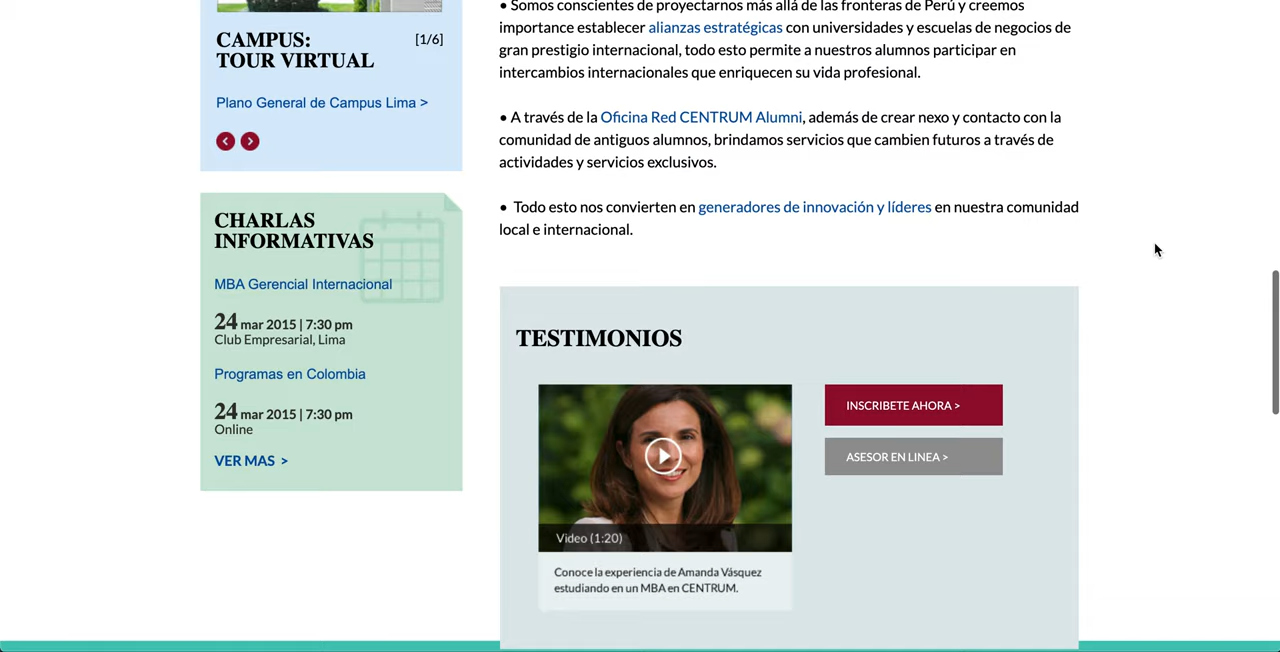 CAMPUS:
TOUR VIRTUAL
[1/6]
Plano General de Campus Lima >
CHARLAS
INFORMATIVAS
MBA Gerencial Internacional
24 mar 2015 | 7:30 pm
Club Empresarial, Lima
Programas en Colombia
24 mar 2015 | 7:30 pm
Online
VER MAS >
• Somos conscientes de proyectarnos más allá de las fronteras de Perú y creemos
importance establecer alianzas estratégicas con universidades y escuelas de negocios de
gran prestigio internacional, todo esto permite a nuestros alumnos participar en
intercambios internacionales que enriquecen su vida profesional.
• A través de la Oficina Red CENTRUM Alumni, además de crear nexo y contacto con la
comunidad de antiguos alumnos, brindamos servicios que cambien futuros a través de
actividades y servicios exclusivos.
• Todo esto nos convierten en generadores de innovación y líderes en nuestra comunidad
local e internacional.
TESTIMONIOS
Video (1:20)
Conoce la experiencia de Amanda Vásquez
estudiando en un MBA en CENTRUM.
INSCRIBETE AHORA >
ASESOR EN LINEA >